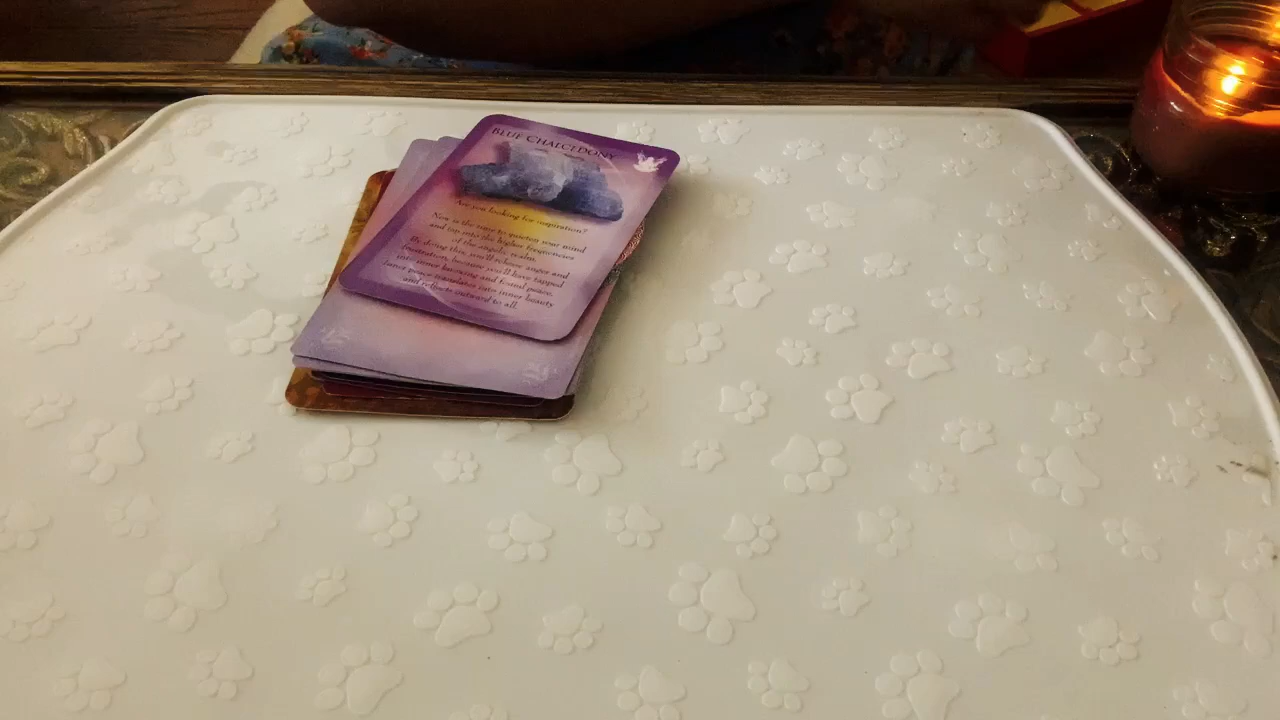 BLUE CHALCEDONY
Are you looking for inspiration?
Now is the time to quieten your mind
and tap into the higher frequencies
of the angelic realm.
By doing this, you'll release anger and
frustration, because you'll have tapped
into inner knowing and found peace.
Inner peace translates into inner beauty
and reflects outward to all.